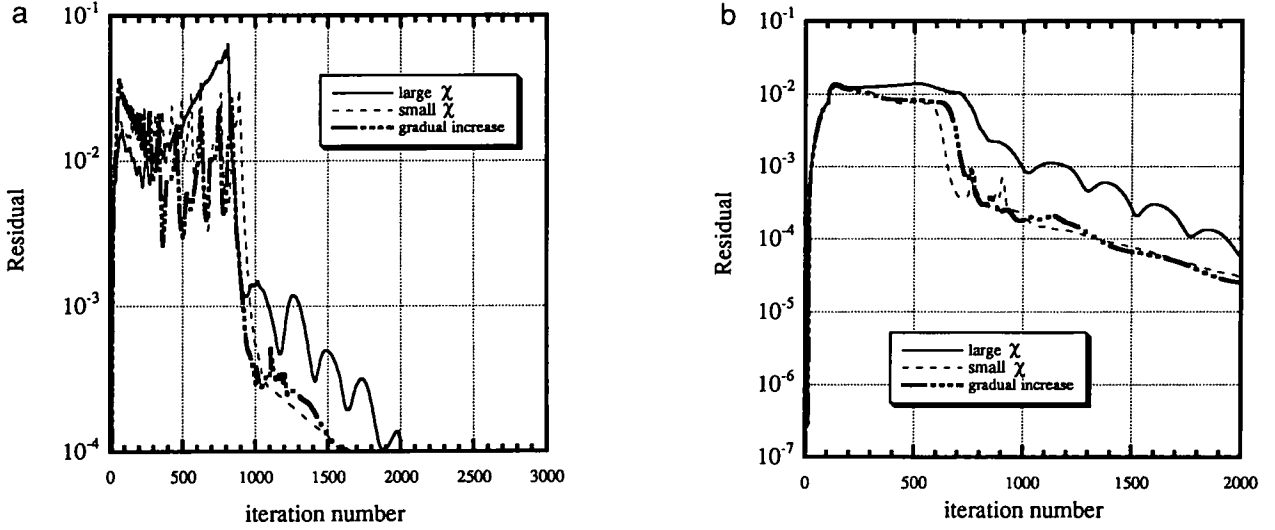 a
10^-1
10^-2
10^-3
10^-4
Residual
large χ
small χ
gradual increase
0 500 1000 1500 2000 2500 3000
iteration number
b
10^-1
10^-2
10^-3
10^-4
10^-5
10^-6
10^-7
Residual
large χ
small χ
gradual increase
0 500 1000 1500 2000
iteration number